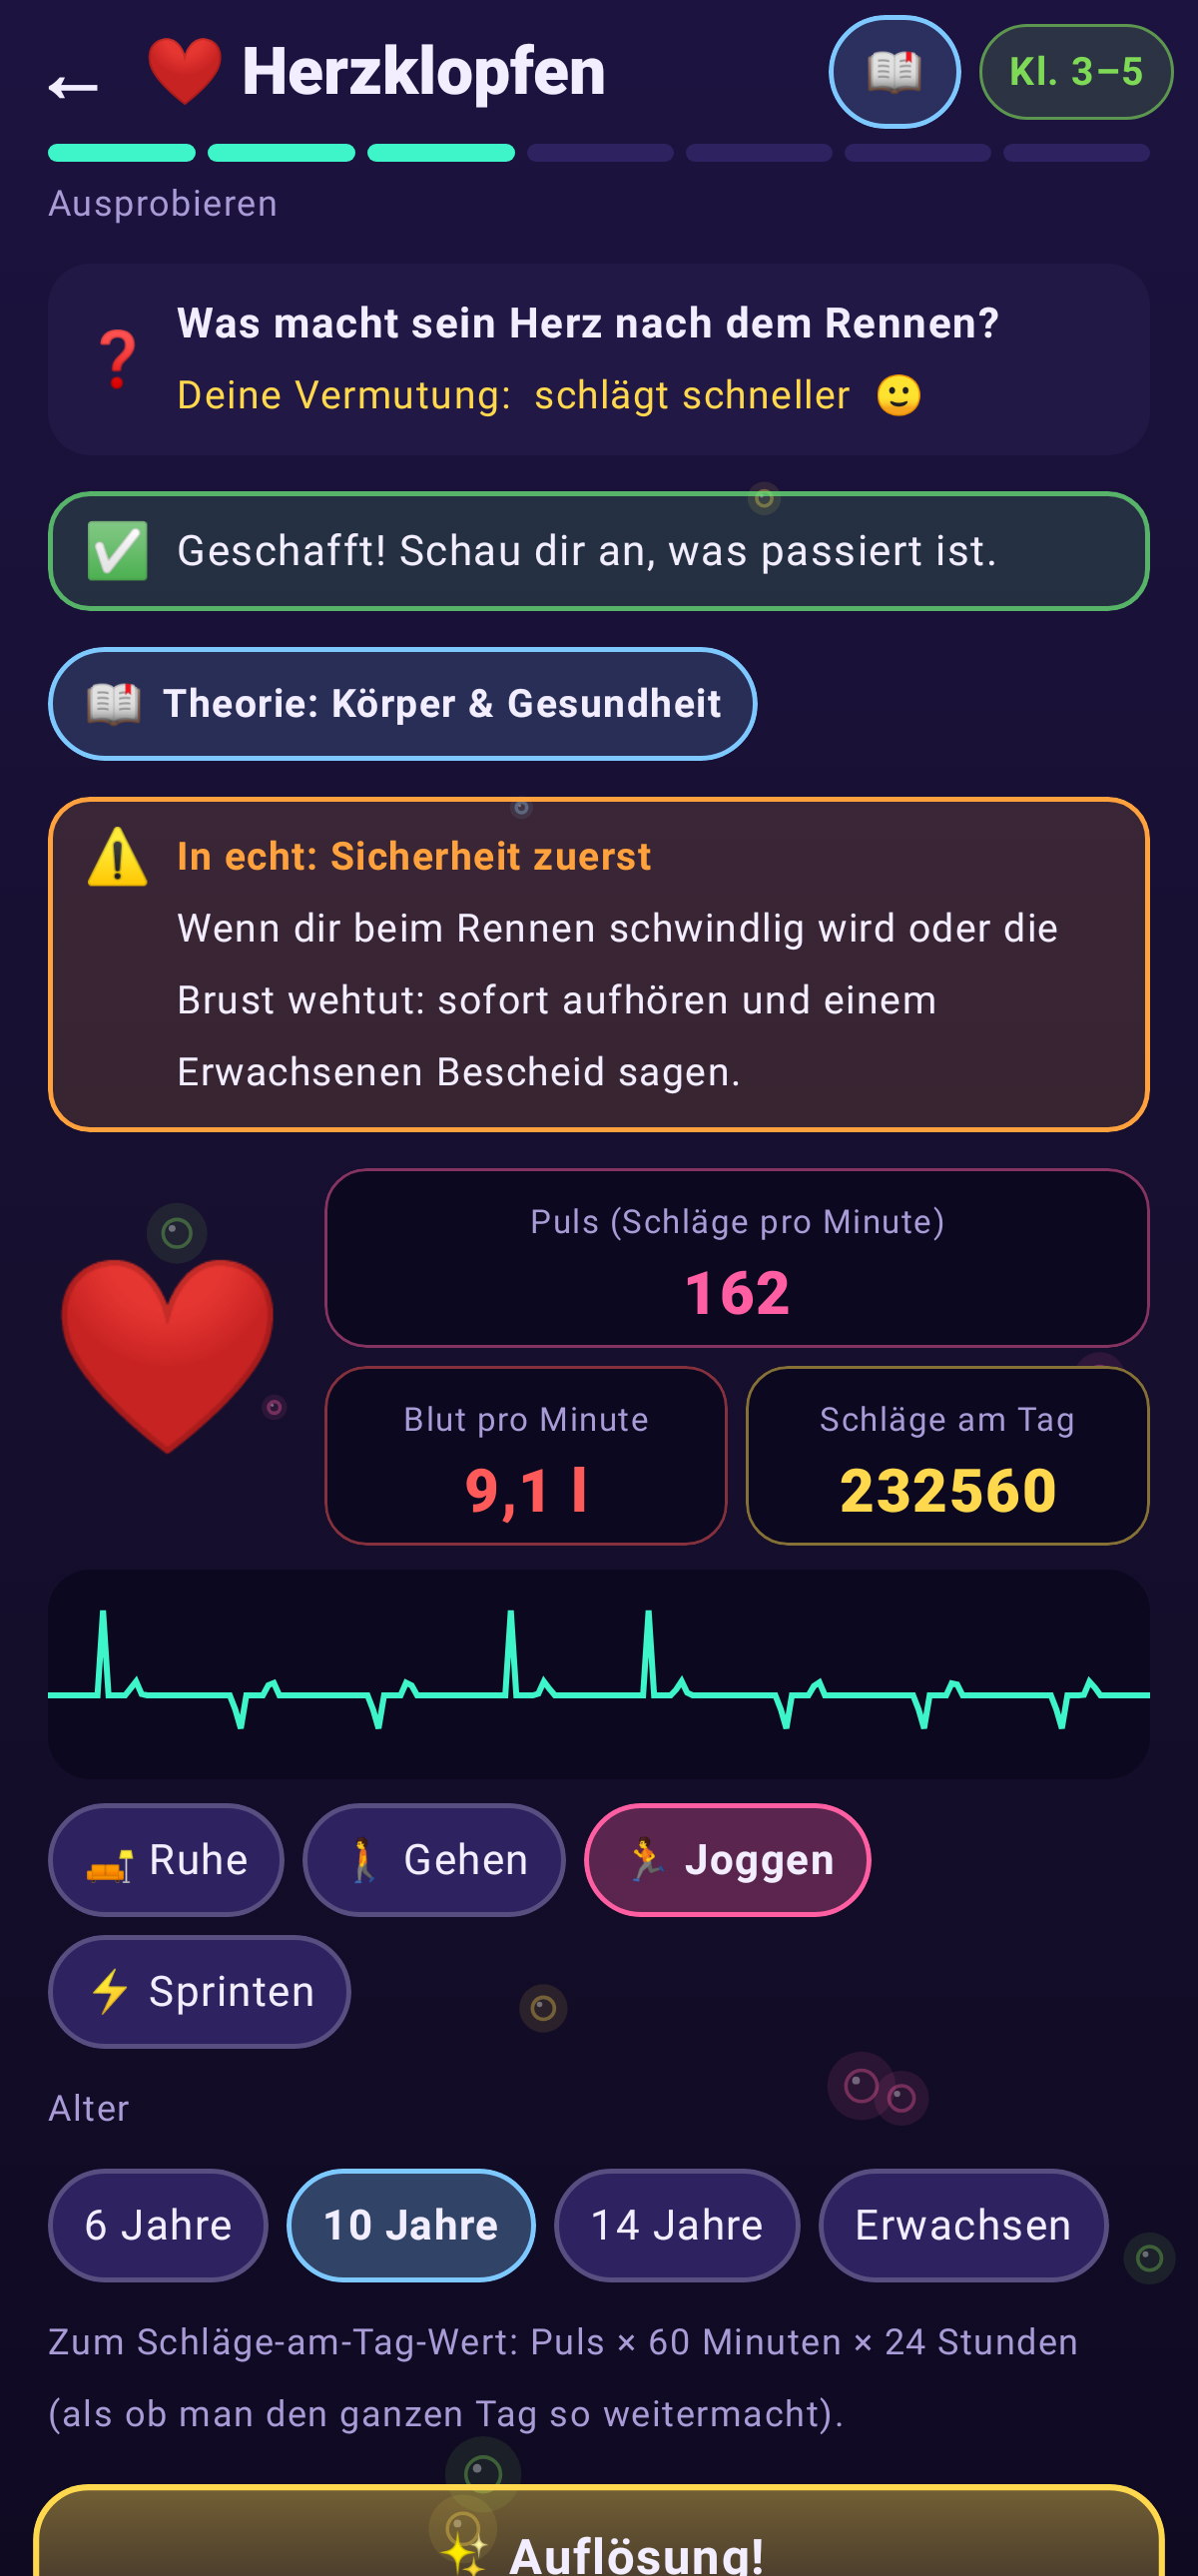 ← ❤️ Herzklopfen 📖 Kl. 3–5
Ausprobieren
❓ Was macht sein Herz nach dem Rennen?
Deine Vermutung: schlägt schneller 🙂
✅ Geschafft! Schau dir an, was passiert ist.
📖 Theorie: Körper & Gesundheit
⚠️ In echt: Sicherheit zuerst
Wenn dir beim Rennen schwindlig wird oder die
Brust wehtut: sofort aufhören und einem
Erwachsenen Bescheid sagen.
Puls (Schläge pro Minute)
162
Blut pro Minute
9,1 l
Schläge am Tag
232560
🛋️ Ruhe
🚶 Gehen
🏃 Joggen
⚡ Sprinten
Alter
6 Jahre
10 Jahre
14 Jahre
Erwachsen
Zum Schläge-am-Tag-Wert: Puls × 60 Minuten × 24 Stunden
(als ob man den ganzen Tag so weitermacht).
✨ Auflösung!